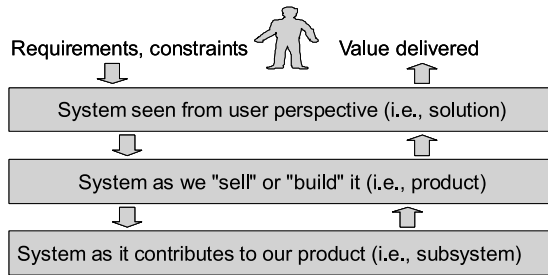 Requirements, constraints
Value delivered
System seen from user perspective (i.e., solution)
System as we "sell" or "build" it (i.e., product)
System as it contributes to our product (i.e., subsystem)